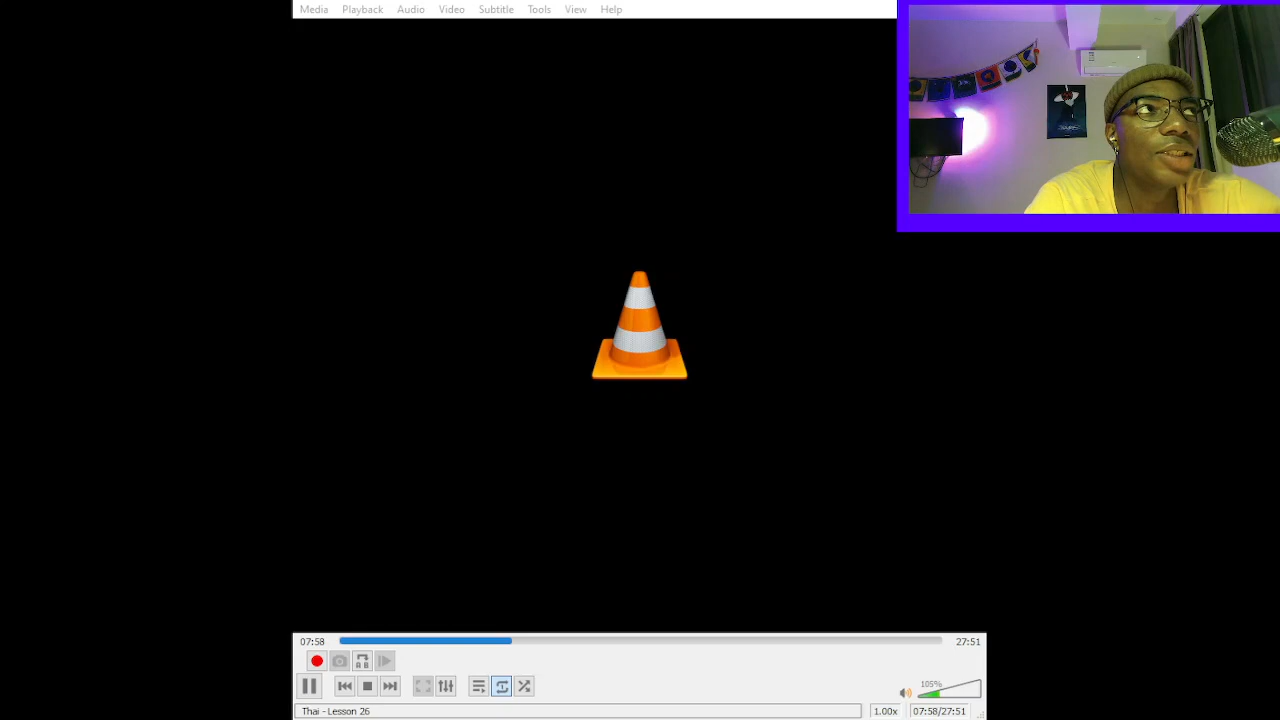 Media Playback Audio Video Subtitle Tools View Help
07:58 27:51
A B
105%
Thai - Lesson 26 1.00x 07:58/27:51